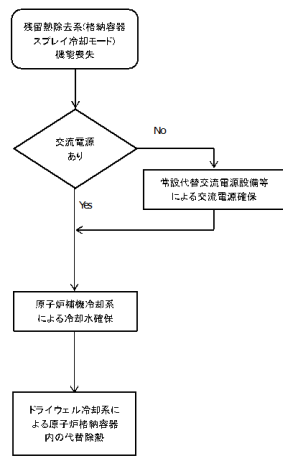 残留熱除去系(格納容器
スプレイ冷却モード)
機能喪失
交流電源
あり
No
常設代替交流電源設備等
による交流電源確保
Yes
原子炉補機冷却系
による冷却水確保
ドライウェル冷却系に
よる原子炉格納容器
内の代替除熱